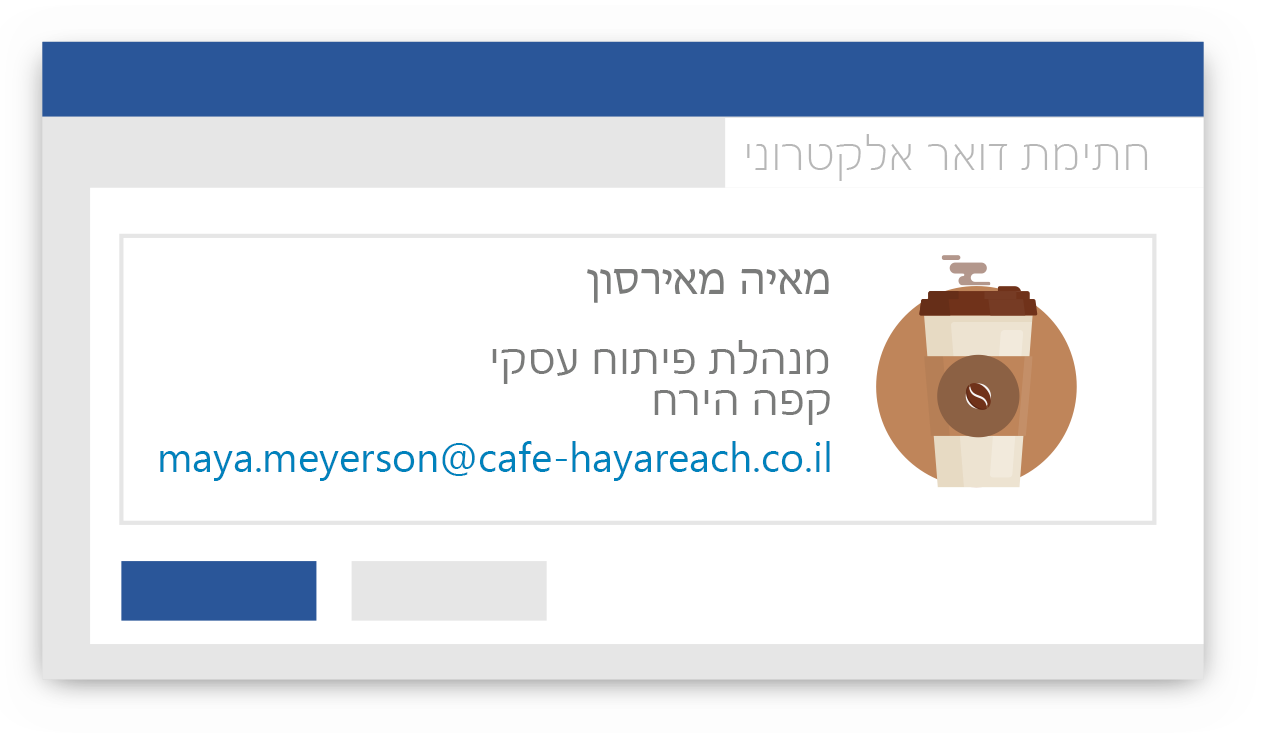 חתימת דואר אלקטרוני
מאיה מאירסון
מנהלת פיתוח עסקי
קפה הירח
maya.meyerson@cafe-hayareach.co.il